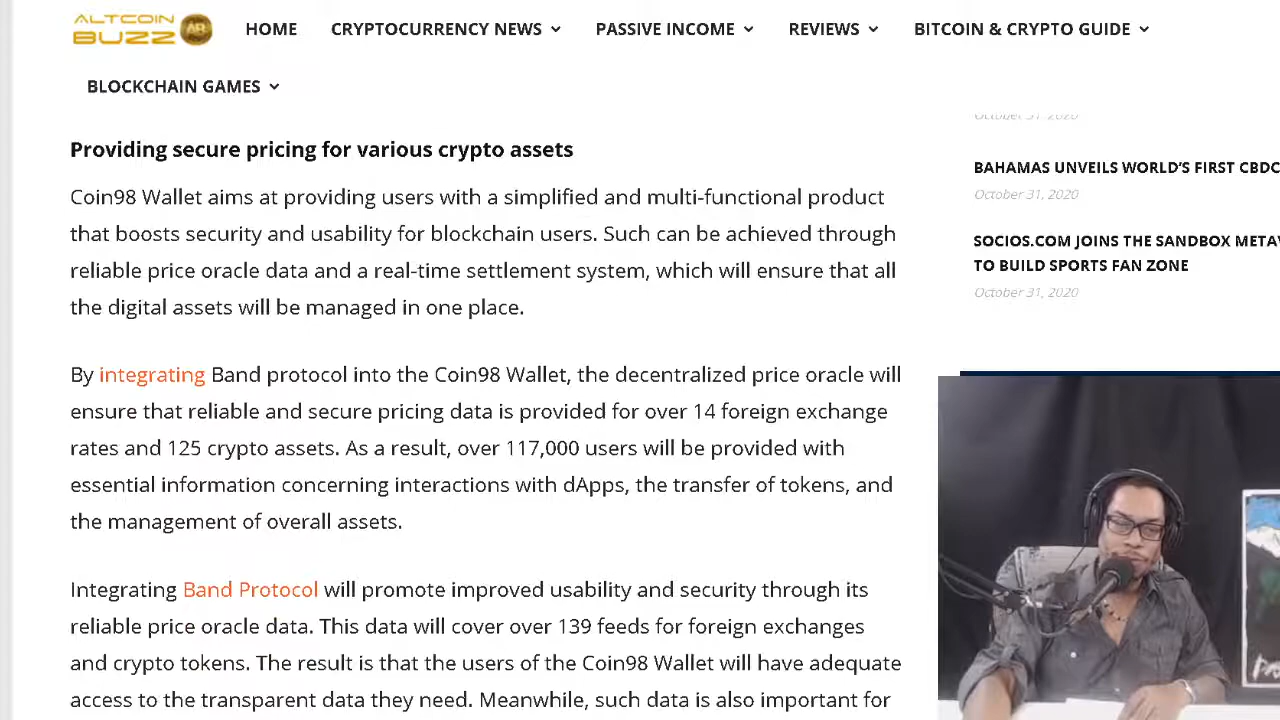 ALTCOIN
BUZZ AB
HOME CRYPTOCURRENCY NEWS PASSIVE INCOME REVIEWS BITCOIN & CRYPTO GUIDE
BLOCKCHAIN GAMES
Providing secure pricing for various crypto assets
Coin98 Wallet aims at providing users with a simplified and multi-functional product
that boosts security and usability for blockchain users. Such can be achieved through
reliable price oracle data and a real-time settlement system, which will ensure that all
the digital assets will be managed in one place.
By integrating Band protocol into the Coin98 Wallet, the decentralized price oracle will
ensure that reliable and secure pricing data is provided for over 14 foreign exchange
rates and 125 crypto assets. As a result, over 117,000 users will be provided with
essential information concerning interactions with dApps, the transfer of tokens, and
the management of overall assets.
Integrating Band Protocol will promote improved usability and security through its
reliable price oracle data. This data will cover over 139 feeds for foreign exchanges
and crypto tokens. The result is that the users of the Coin98 Wallet will have adequate
access to the transparent data they need. Meanwhile, such data is also important for
October 31, 2020
BAHAMAS UNVEILS WORLD'S FIRST CBDC
October 31, 2020
SOCIOS.COM JOINS THE SANDBOX
TO BUILD SPORTS FAN ZONE
October 31, 2020